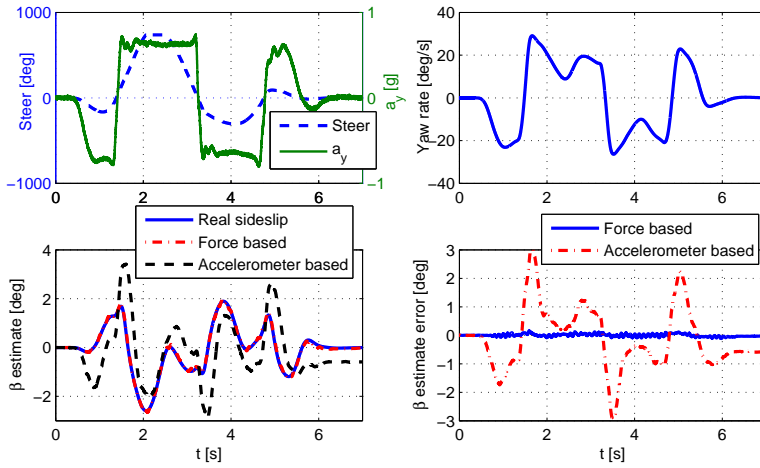 1000
0
−1000
Steer [deg]
1
0
−1
a_y [g]
0 2 4 6
Steer
a_y
40
20
0
−20
−40
Yaw rate [deg/s]
0 2 4 6
Real sideslip
Force based
Accelerometer based
4
2
0
−2
β estimate [deg]
0 2 4 6
t [s]
Force based
Accelerometer based
3
2
1
0
−1
−2
−3
β estimate error [deg]
0 2 4 6
t [s]